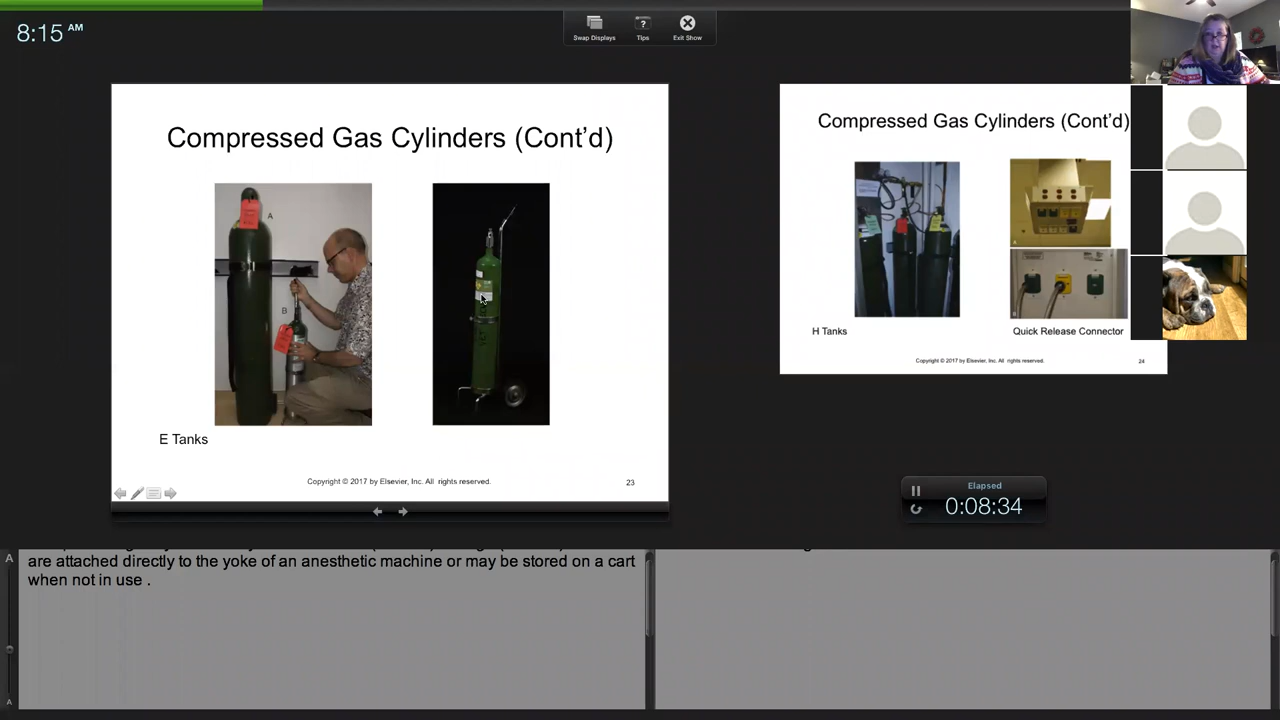 8:15 AM
Swap Displays
Tips
Exit Show
Compressed Gas Cylinders (Cont'd)
A
B
E Tanks
Copyright © 2017 by Elsevier, Inc. All rights reserved.
23
Compressed Gas Cylinders (Cont'd)
H Tanks
Quick Release Connector
Copyright © 2017 by Elsevier, Inc. All rights reserved.
24
Elapsed
0:08:34
A
are attached directly to the yoke of an anesthetic machine or may be stored on a cart
when not in use .
A